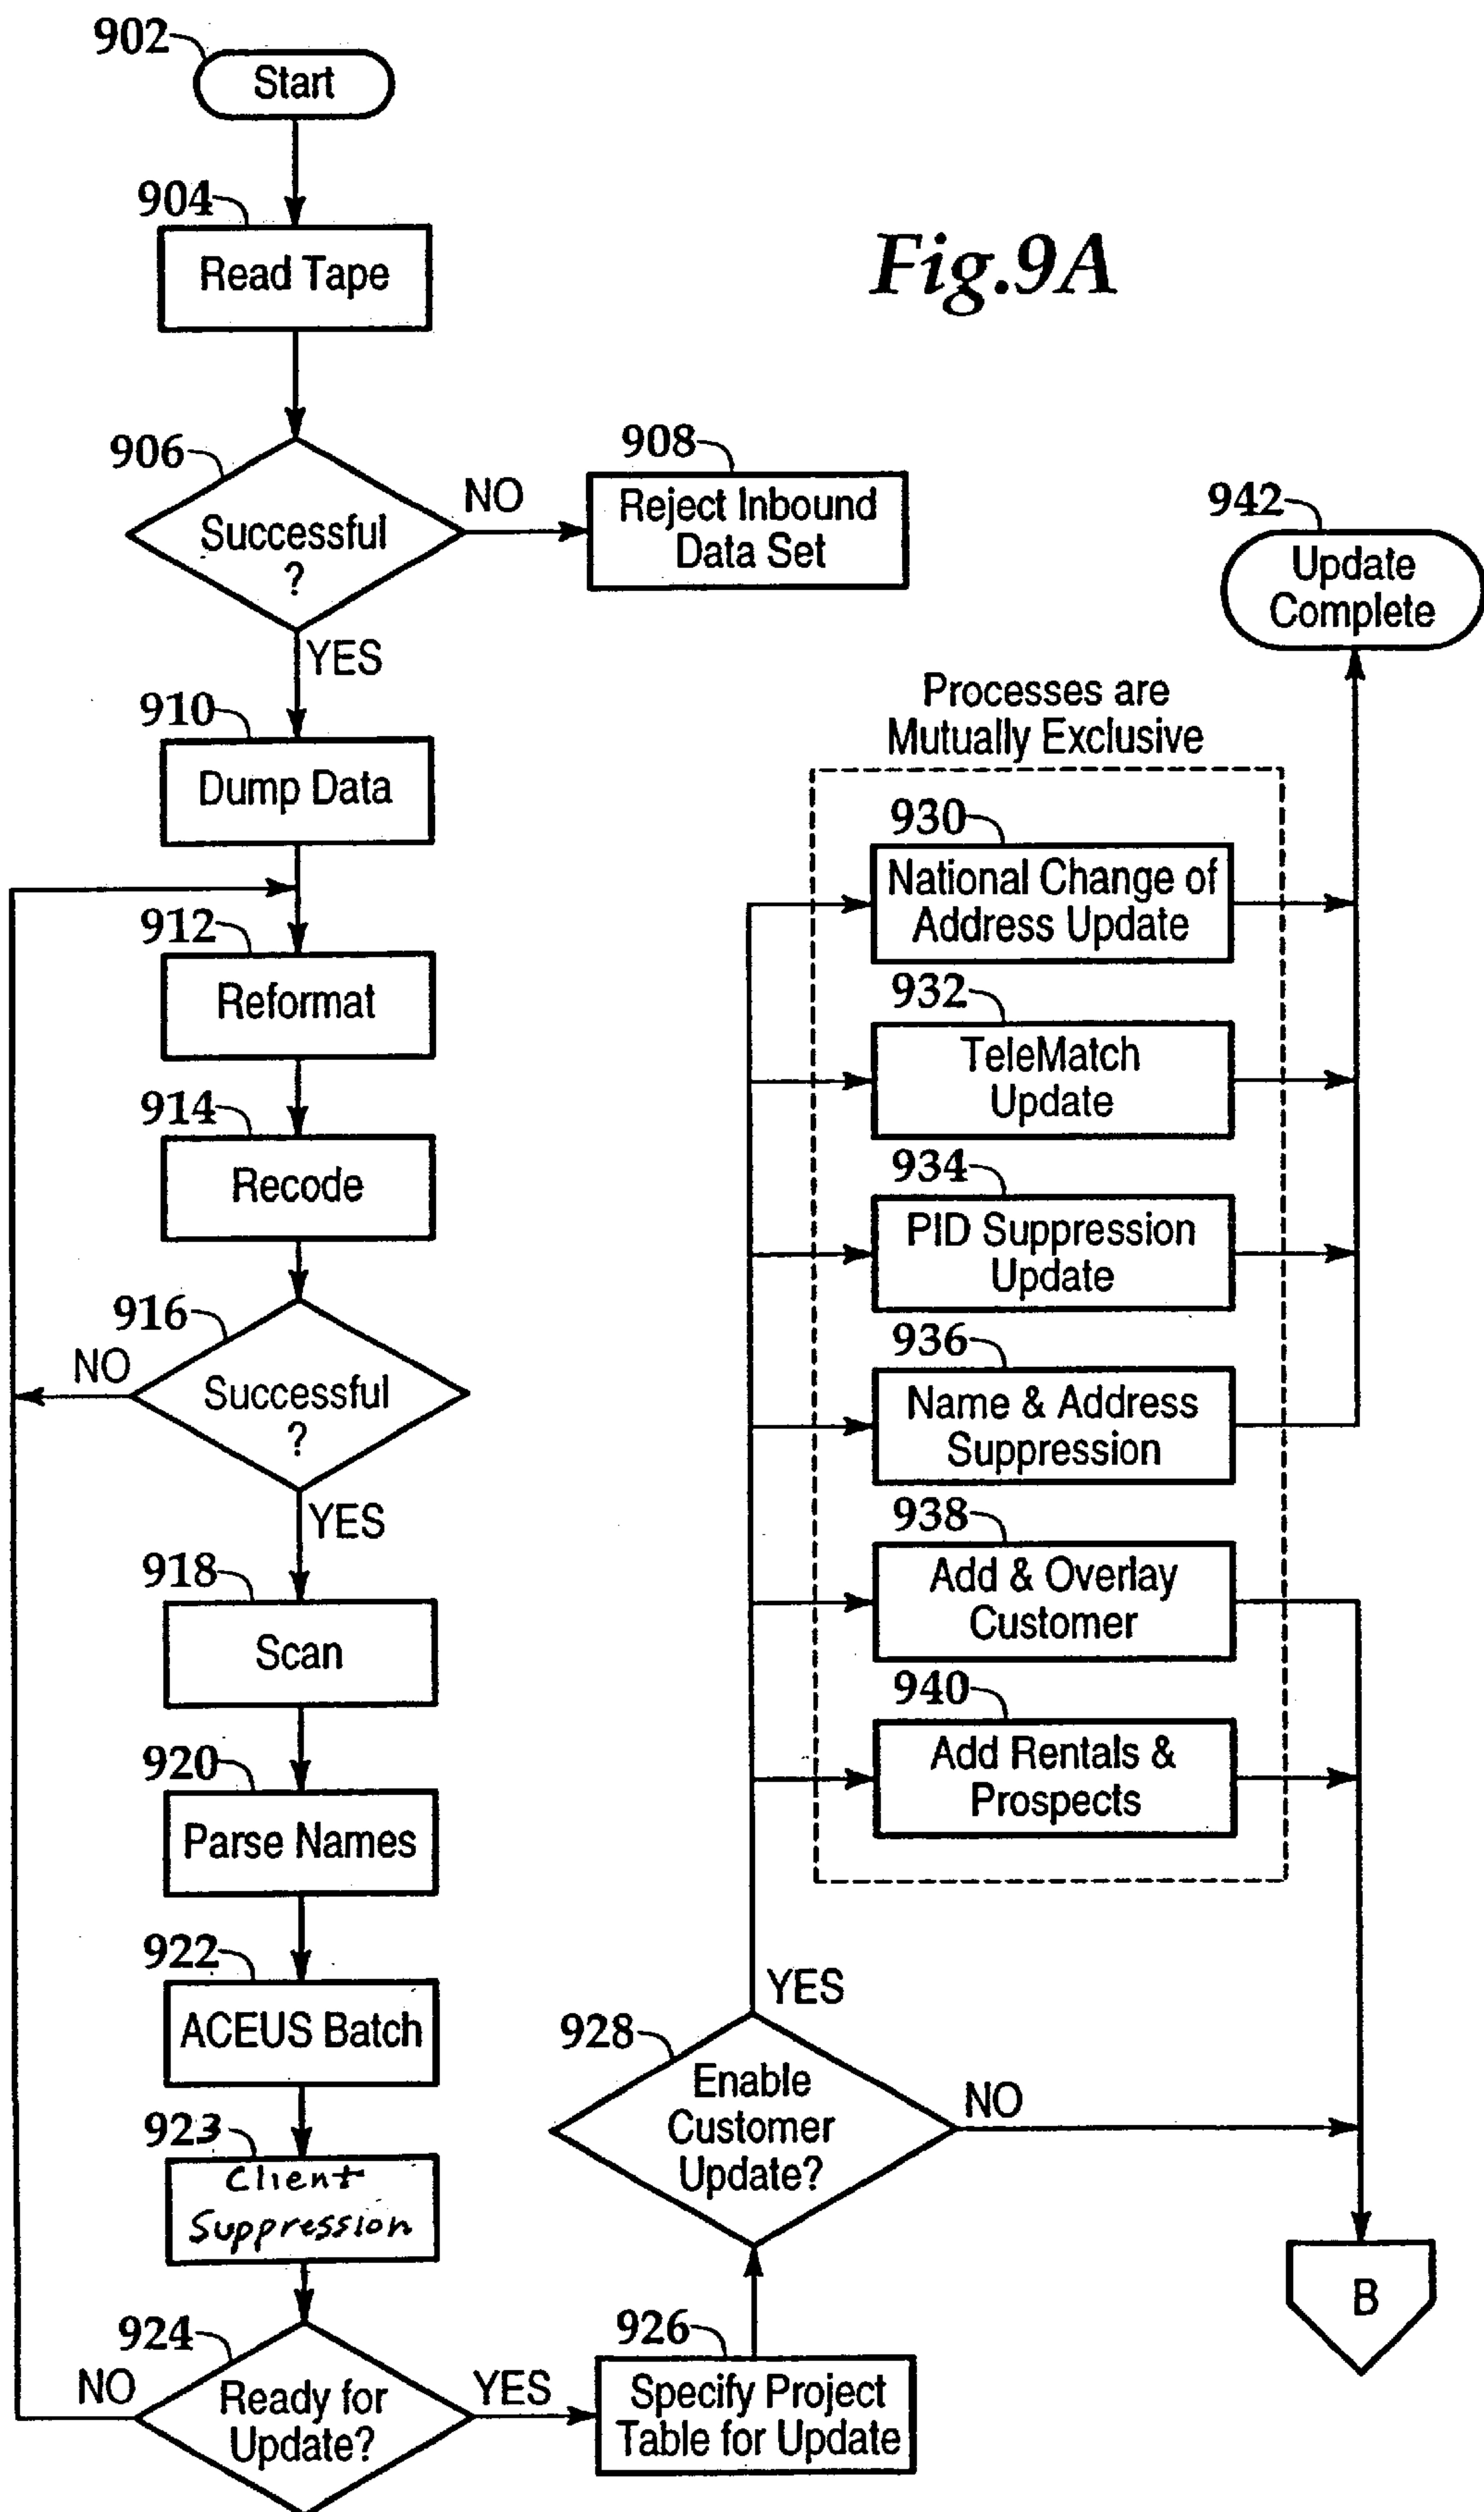 902
Start
904
Read Tape
Fig.9A
906
Successful
?
NO
908
Reject Inbound
Data Set
YES
910
Dump Data
912
Reformat
914
Recode
916
NO
Successful
?
YES
918
Scan
920
Parse Names
922
ACEUS Batch
923
Client
Suppression
924
NO
Ready for
Update?
YES
926
Specify Project
Table for Update
928
Enable
Customer
Update?
YES
NO
Processes are
Mutually Exclusive
930
National Change of
Address Update
932
TeleMatch
Update
934
PID Suppression
Update
936
Name & Address
Suppression
938
Add & Overlay
Customer
940
Add Rentals &
Prospects
942
Update
Complete
B